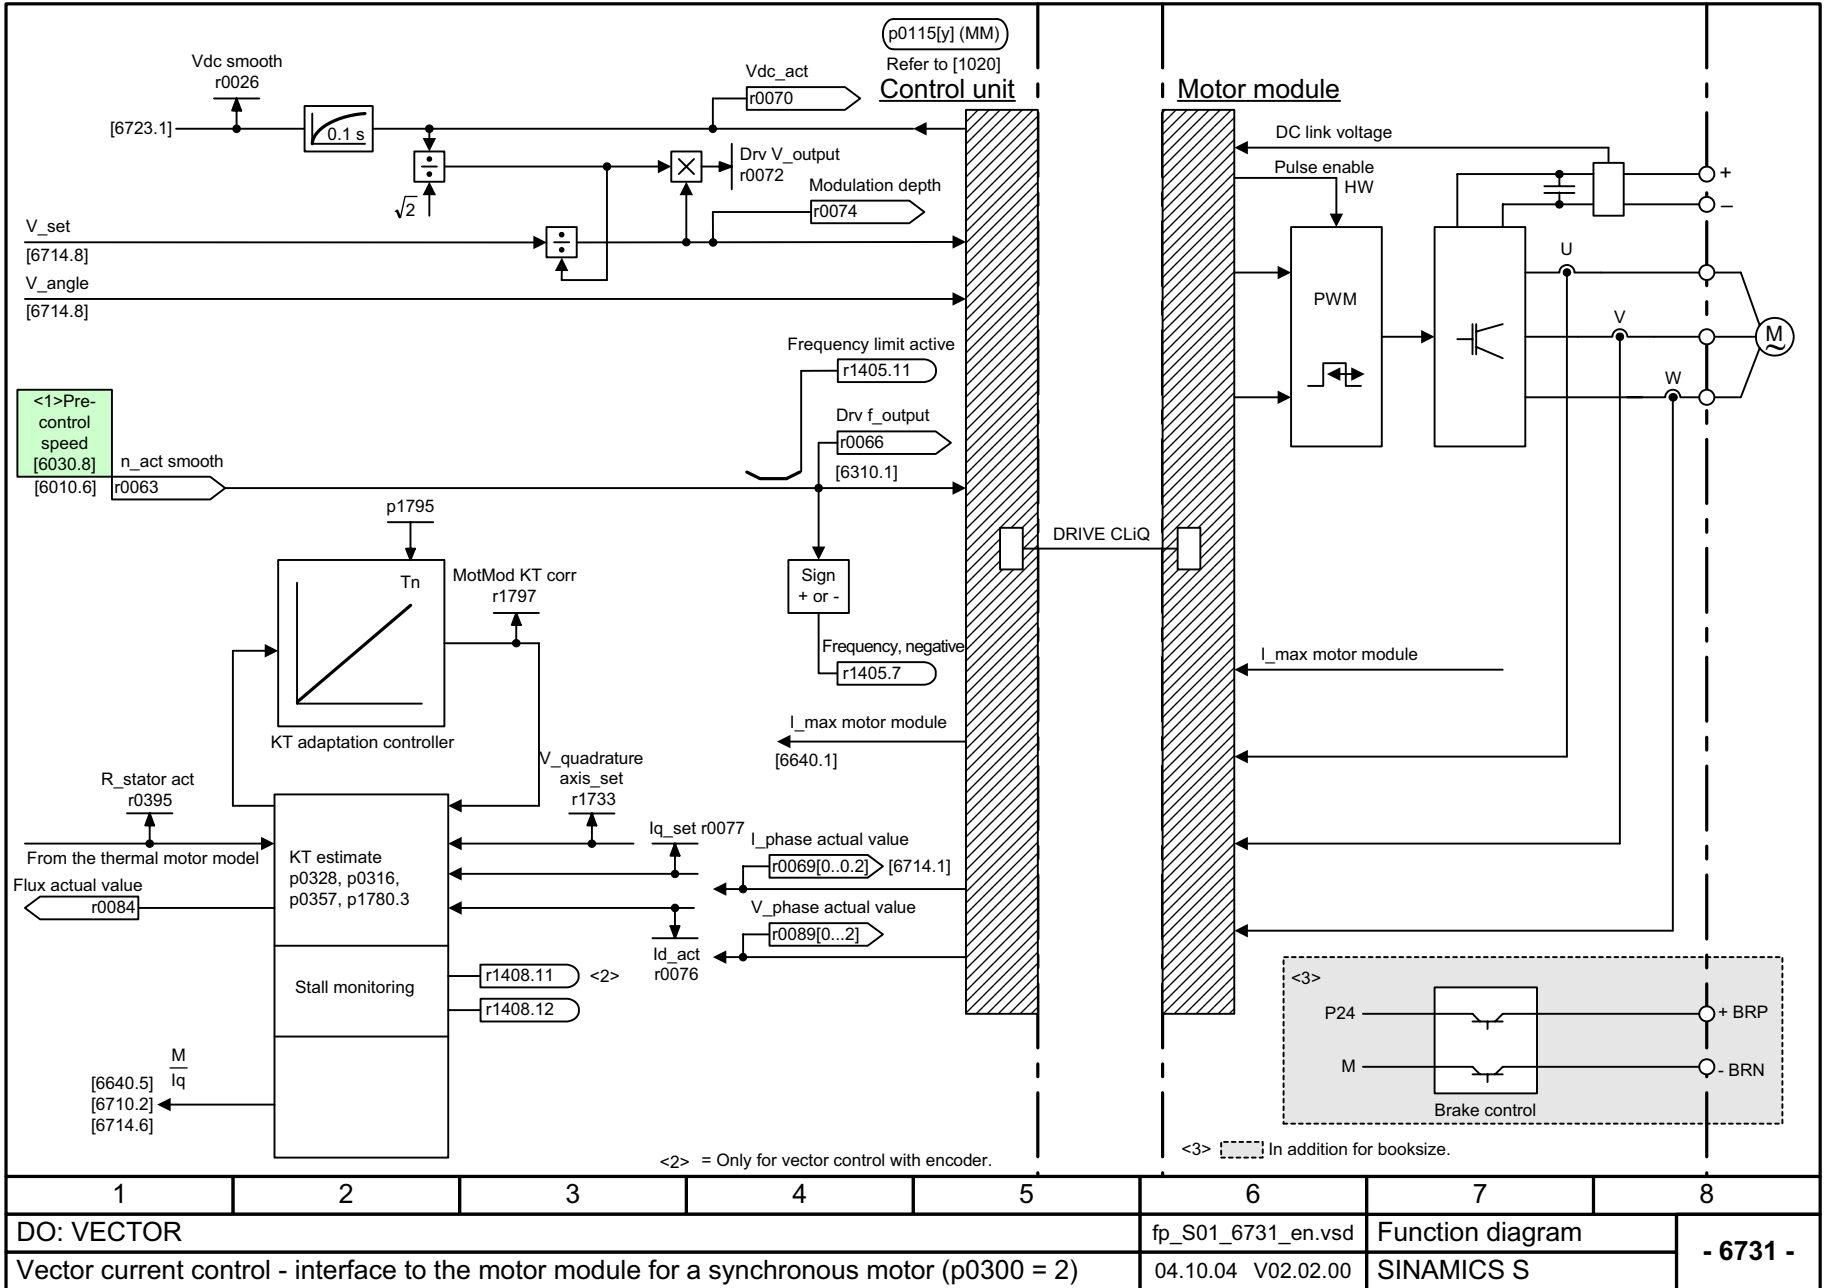 p0115[y] (MM)
Refer to [1020]
Control unit
Motor module
Vdc smooth
r0026
Vdc_act
r0070
[6723.1]
0.1 s
÷
√2
×
Drv V_output
r0072
Modulation depth
r0074
V_set
[6714.8]
÷
V_angle
[6714.8]
DC link voltage
Pulse enable
HW
+
–
U
V
W
PWM
M
~
Frequency limit active
r1405.11
Drv f_output
r0066
[6310.1]
<1>Pre-
control
speed
[6030.8]
[6010.6]
n_act smooth
r0063
p1795
Tn
MotMod KT corr
r1797
KT adaptation controller
Sign
+ or -
Frequency, negative
r1405.7
DRIVE CLiQ
I_max motor module
I_max motor module
[6640.1]
V_quadrature
axis_set
r1733
R_stator act
r0395
From the thermal motor model
Flux actual value
r0084
KT estimate
p0328, p0316,
p0357, p1780.3
Iq_set r0077
I_phase actual value
r0069[0..0.2]
[6714.1]
V_phase actual value
r0089[0...2]
Id_act
r0076
Stall monitoring
r1408.11
<2>
r1408.12
M
Iq
[6640.5]
[6710.2]
[6714.6]
<3>
P24
M
+ BRP
- BRN
Brake control
<3>
In addition for booksize.
<2> = Only for vector control with encoder.
1 2 3 4 5 6 7 8
DO: VECTOR
fp_S01_6731_en.vsd
Function diagram
- 6731 -
Vector current control - interface to the motor module for a synchronous motor (p0300 = 2)
04.10.04 V02.02.00
SINAMICS S